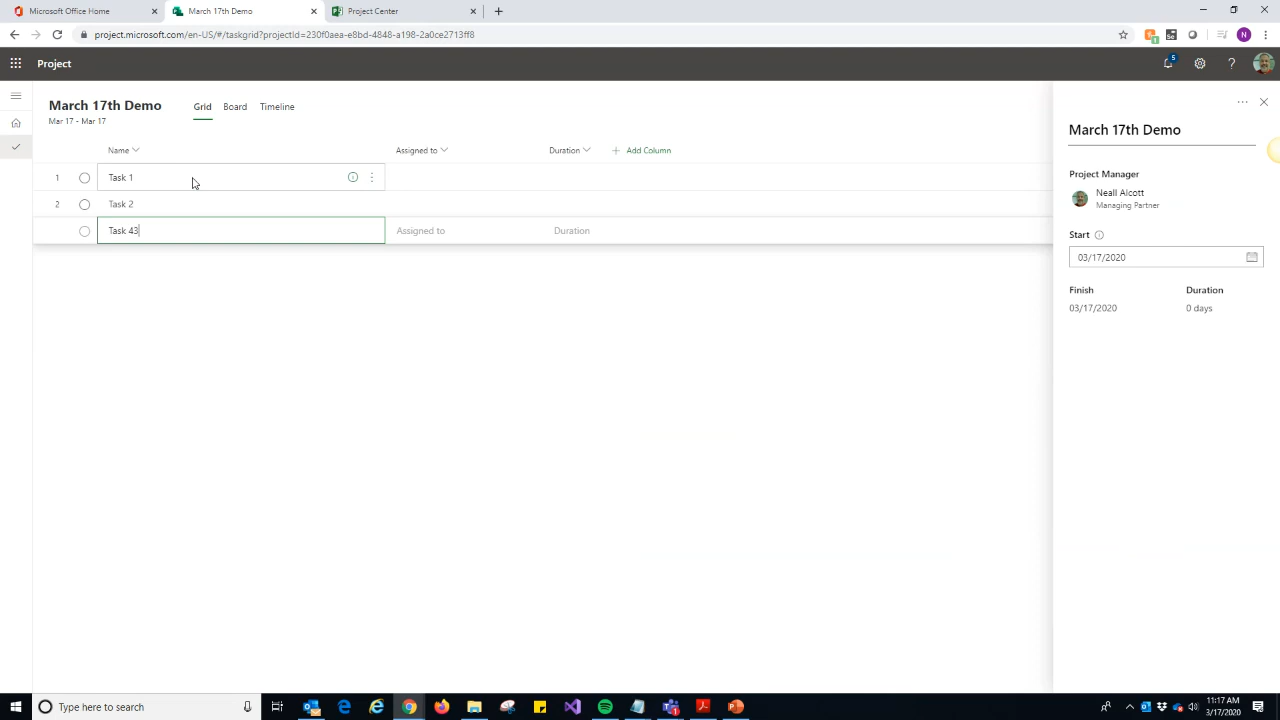 Microsoft Office Home
March 17th Demo
Project Center
project.microsoft.com/en-US/#/taskgrid?projectId=230f0aea-e8bd-4848-a198-2a0ce2713ff8
N
Project
5
?
March 17th Demo
Mar 17 - Mar 17
Grid
Board
Timeline
Name
Assigned to
Duration
Add Column
1
Task 1
2
Task 2
Task 43
Assigned to
Duration
March 17th Demo
Project Manager
Neall Alcott
Managing Partner
Start
03/17/2020
Finish
Duration
03/17/2020
0 days
Type here to search
11:17 AM
3/17/2020